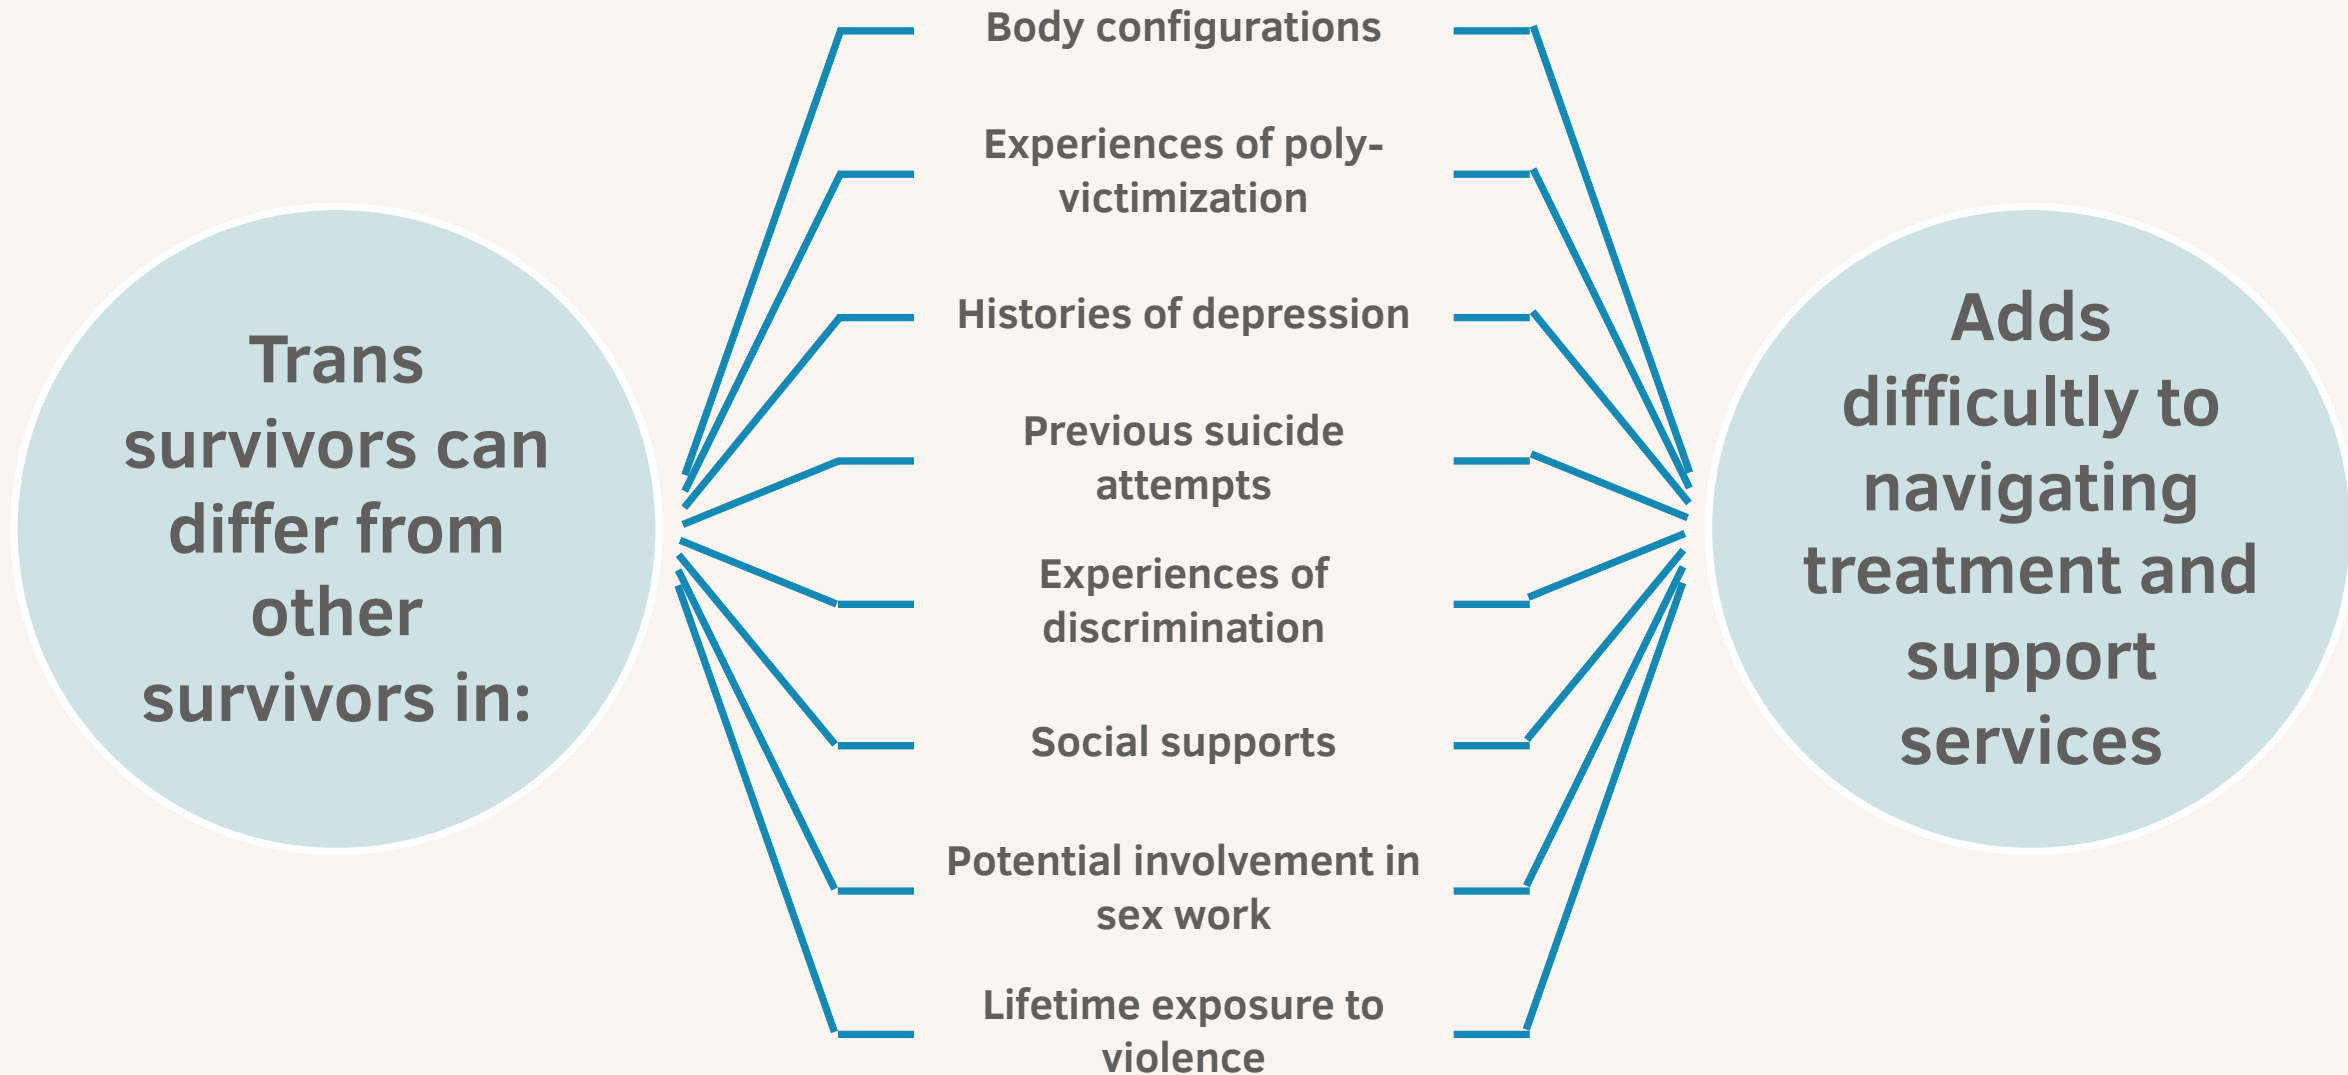 Trans
survivors can
differ from
other
survivors in:
Body configurations
Experiences of poly-
victimization
Histories of depression
Previous suicide
attempts
Experiences of
discrimination
Social supports
Potential involvement in
sex work
Lifetime exposure to
violence
Adds
difficultly to
navigating
treatment and
support
services